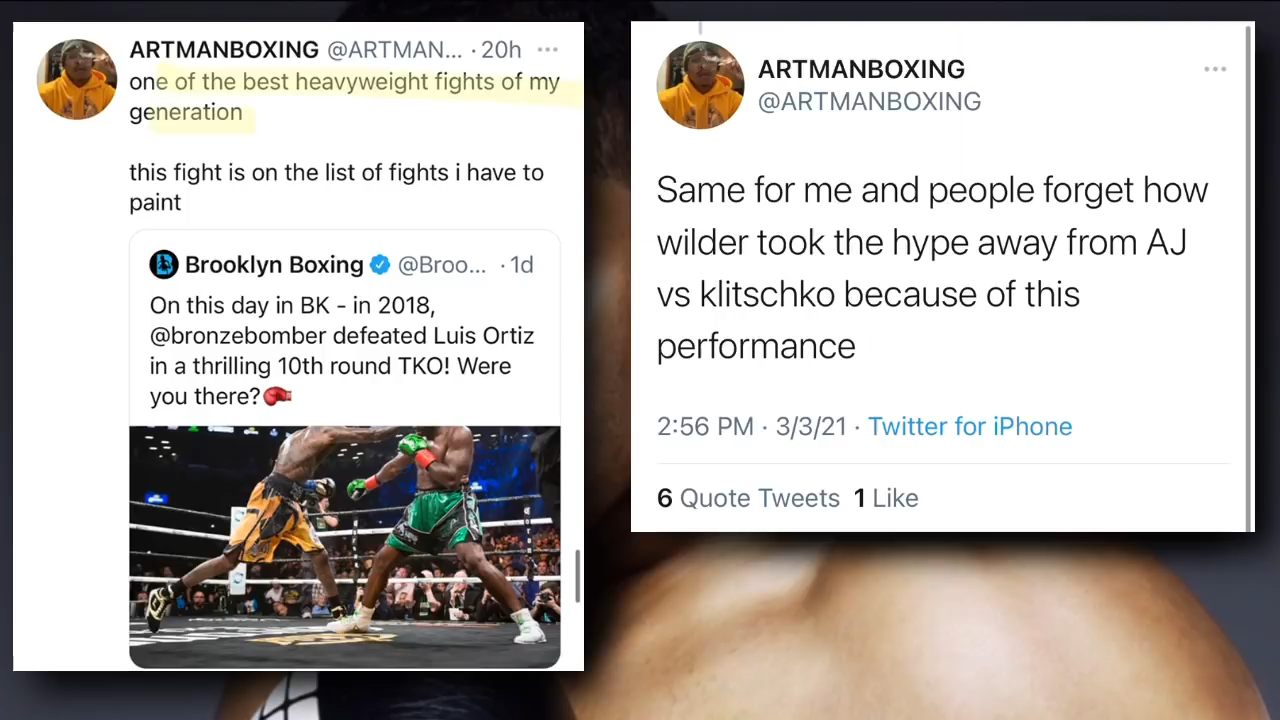 ARTMANBOXING @ARTMAN... · 20h
one of the best heavyweight fights of my
generation
this fight is on the list of fights i have to
paint
Brooklyn Boxing @Broo... · 1d
On this day in BK - in 2018,
@bronzebomber defeated Luis Ortiz
in a thrilling 10th round TKO! Were
you there?🥊
ARTMANBOXING
@ARTMANBOXING
Same for me and people forget how
wilder took the hype away from AJ
vs klitschko because of this
performance
2:56 PM · 3/3/21 · Twitter for iPhone
6 Quote Tweets 1 Like